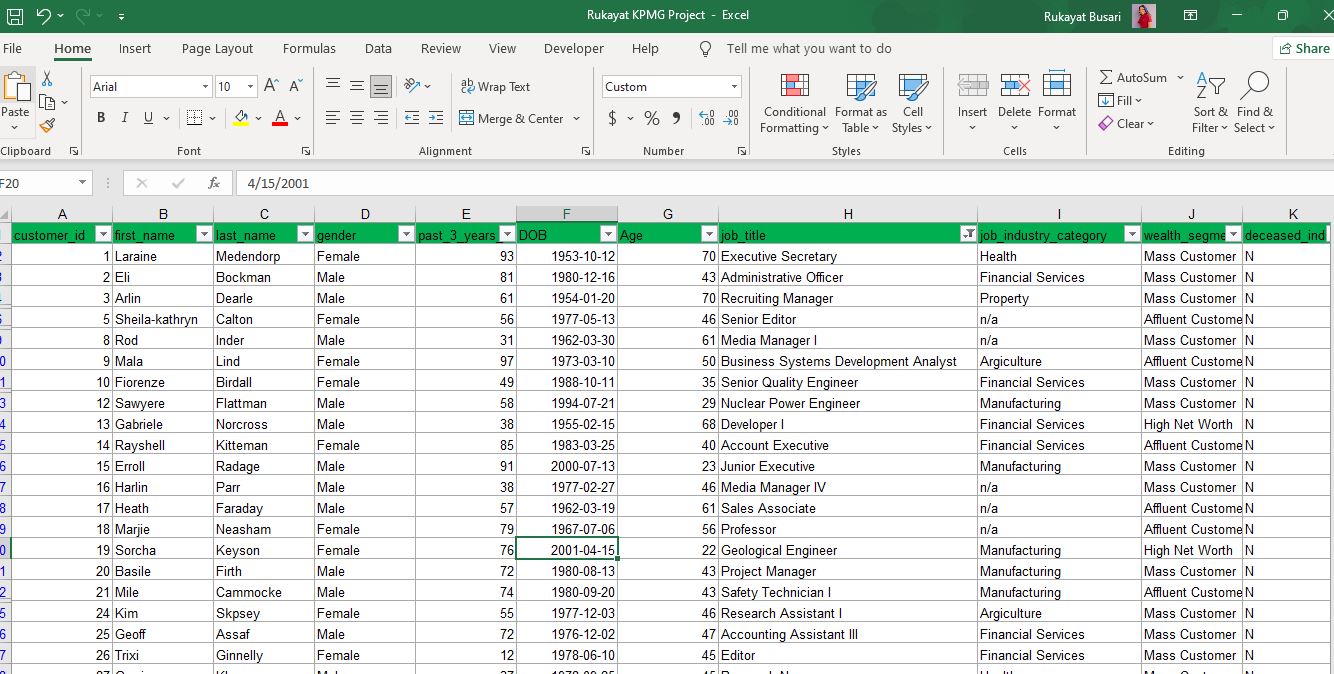 Rukayat KPMG Project - Excel
Rukayat Busari
File Home Insert Page Layout Formulas Data Review View Developer Help Tell me what you want to do Share
Paste
Clipboard
Arial 10
B I U
Font
ab Wrap Text
Merge & Center
Alignment
Custom
$ % 9
Number
Conditional Formatting
Format as Table
Cell Styles
Styles
Insert Delete Format
Cells
AutoSum
Fill
Clear
Sort & Filter
Find & Select
Editing
F20 fx 4/15/2001
A B C D E F G H I J K
customer_id first_name last_name gender past_3_years_ DOB Age job_title job_industry_category wealth_segme deceased_ind
1 Laraine Medendorp Female 93 1953-10-12 70 Executive Secretary Health Mass Customer N
2 Eli Bockman Male 81 1980-12-16 43 Administrative Officer Financial Services Mass Customer N
3 Arlin Dearle Male 61 1954-01-20 70 Recruiting Manager Property Mass Customer N
5 Sheila-kathryn Calton Female 56 1977-05-13 46 Senior Editor n/a Affluent Custome N
8 Rod Inder Male 31 1962-03-30 61 Media Manager I n/a Mass Customer N
9 Mala Lind Female 97 1973-03-10 50 Business Systems Development Analyst Argiculture Affluent Custome N
10 Fiorenze Birdall Female 49 1988-10-11 35 Senior Quality Engineer Financial Services Mass Customer N
12 Sawyere Flattman Male 58 1994-07-21 29 Nuclear Power Engineer Manufacturing Mass Customer N
13 Gabriele Norcross Male 38 1955-02-15 68 Developer I Financial Services High Net Worth N
14 Rayshell Kitteman Female 85 1983-03-25 40 Account Executive Financial Services Affluent Custome N
15 Erroll Radage Male 91 2000-07-13 23 Junior Executive Manufacturing Mass Customer N
16 Harlin Parr Male 38 1977-02-27 46 Media Manager IV n/a Mass Customer N
17 Heath Faraday Male 57 1962-03-19 61 Sales Associate n/a Affluent Custome N
18 Marjie Neasham Female 79 1967-07-06 56 Professor n/a Affluent Custome N
19 Sorcha Keyson Female 76 2001-04-15 22 Geological Engineer Manufacturing High Net Worth N
20 Basile Firth Male 72 1980-08-13 43 Project Manager Manufacturing Mass Customer N
21 Mile Cammocke Male 74 1980-09-20 43 Safety Technician I Manufacturing Affluent Custome N
24 Kim Skpsey Female 55 1977-12-03 46 Research Assistant I Argiculture Mass Customer N
25 Geoff Assaf Male 72 1976-12-02 47 Accounting Assistant III Financial Services Mass Customer N
26 Trixi Ginnelly Female 12 1978-06-10 45 Editor Financial Services Mass Customer N